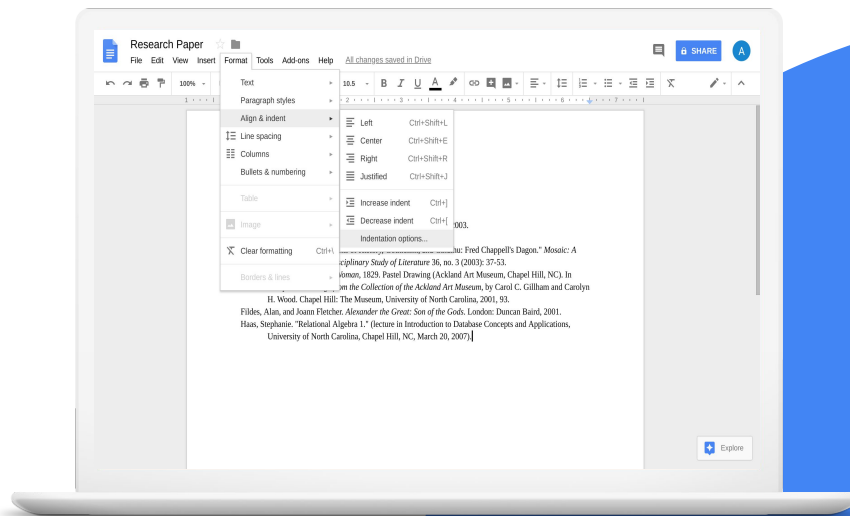 Research Paper
File Edit View Insert Format Tools Add-ons Help All changes saved in Drive
SHARE
A
100%
10.5
B I U A
1 2 3 4 5 6 7
Text
Paragraph styles
Align & indent
Line spacing
Columns
Bullets & numbering
Table
Image
Clear formatting Ctrl+\
Borders & lines
Left Ctrl+Shift+L
Center Ctrl+Shift+E
Right Ctrl+Shift+R
Justified Ctrl+Shift+J
Increase indent Ctrl+]
Decrease indent Ctrl+[
Indentation options...
003.
Fred Chappell's Dagon." Mosaic: A
Study of Literature 36, no. 3 (2003): 37-53.
Woman, 1829. Pastel Drawing (Ackland Art Museum, Chapel Hill, NC). In
the Collection of the Ackland Art Museum, by Carol C. Gillham and Carolyn
H. Wood. Chapel Hill: The Museum, University of North Carolina, 2001, 93.
Fildes, Alan, and Joann Fletcher. Alexander the Great: Son of the Gods. London: Duncan Baird, 2001.
Haas, Stephanie. "Relational Algebra 1." (lecture in Introduction to Database Concepts and Applications,
University of North Carolina, Chapel Hill, NC, March 20, 2007).
Explore